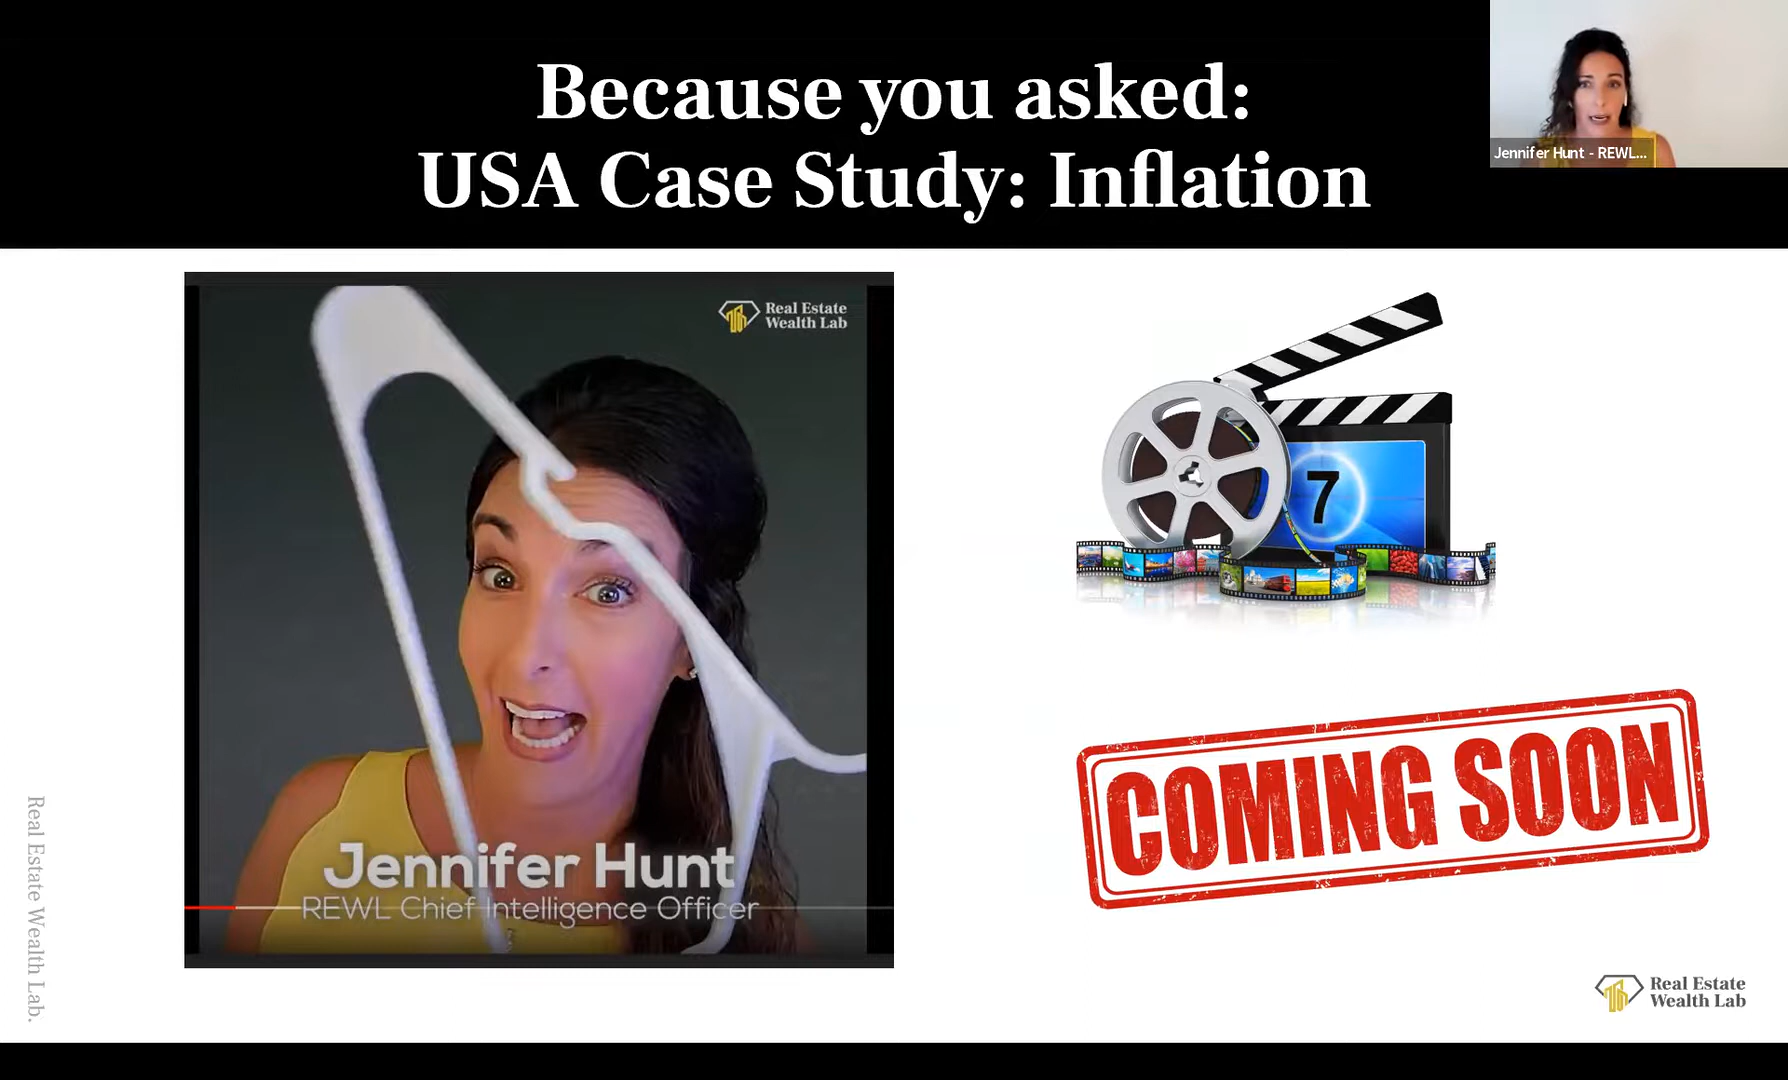 Because you asked:
USA Case Study: Inflation
Jennifer Hunt - REWL...
Real Estate
Wealth Lab
7
Jennifer Hunt
REWL Chief Intelligence Officer
COMING SOON
Real Estate Wealth Lab.
Real Estate
Wealth Lab